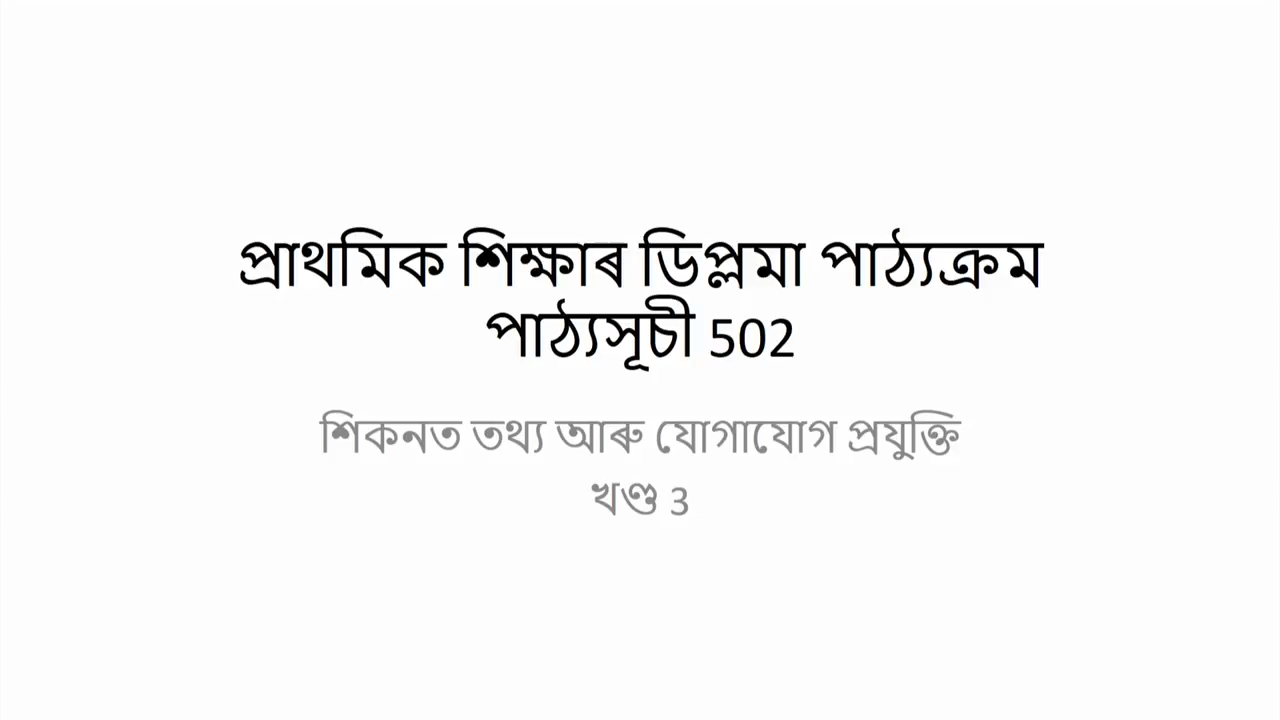 প্ৰাথমিক শিক্ষাৰ ডিপ্লমা পাঠ্যক্ৰম
পাঠ্যসূচী 502
শিকনত তথ্য আৰু যোগাযোগ প্ৰযুক্তি
খণ্ড 3